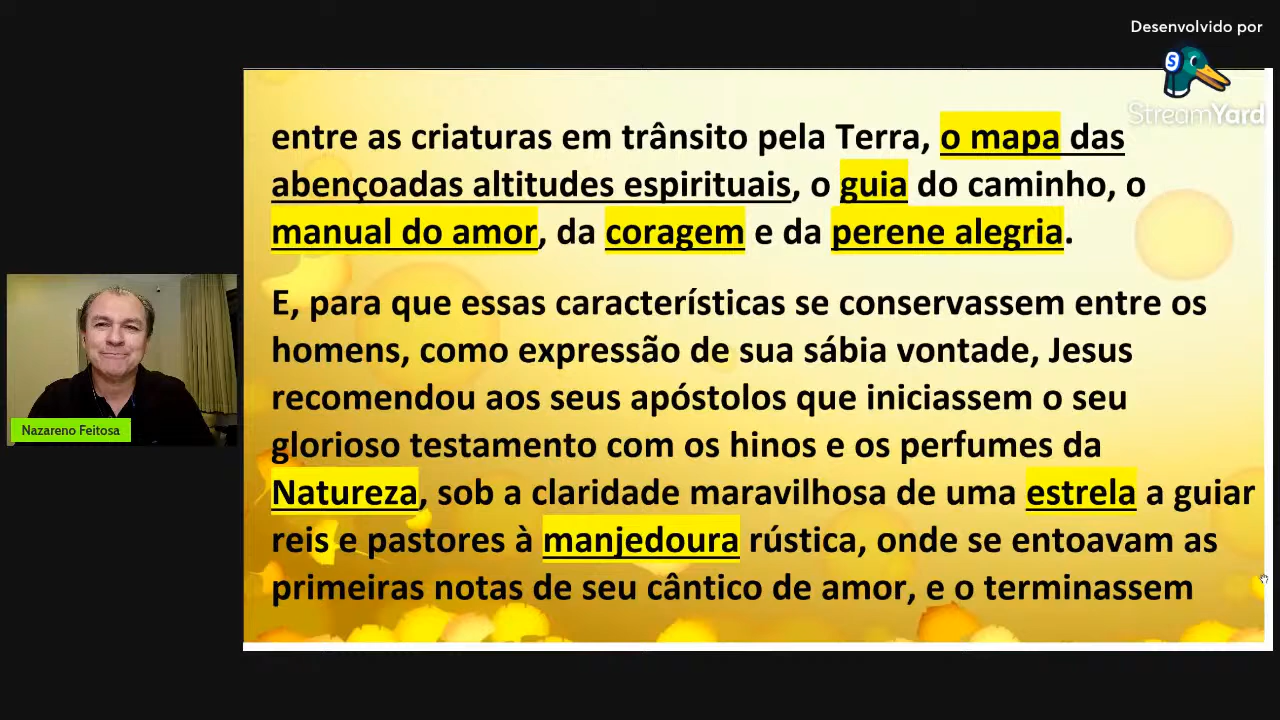 Desenvolvido por
StreamYard
entre as criaturas em trânsito pela Terra, o mapa das
abençoadas altitudes espirituais, o guia do caminho, o
manual do amor, da coragem e da perene alegria.
E, para que essas características se conservassem entre os
homens, como expressão de sua sábia vontade, Jesus
recomendou aos seus apóstolos que iniciassem o seu
glorioso testamento com os hinos e os perfumes da
Natureza, sob a claridade maravilhosa de uma estrela a guiar
reis e pastores à manjedoura rústica, onde se entoavam as
primeiras notas de seu cântico de amor, e o terminassem
Nazareno Feitosa